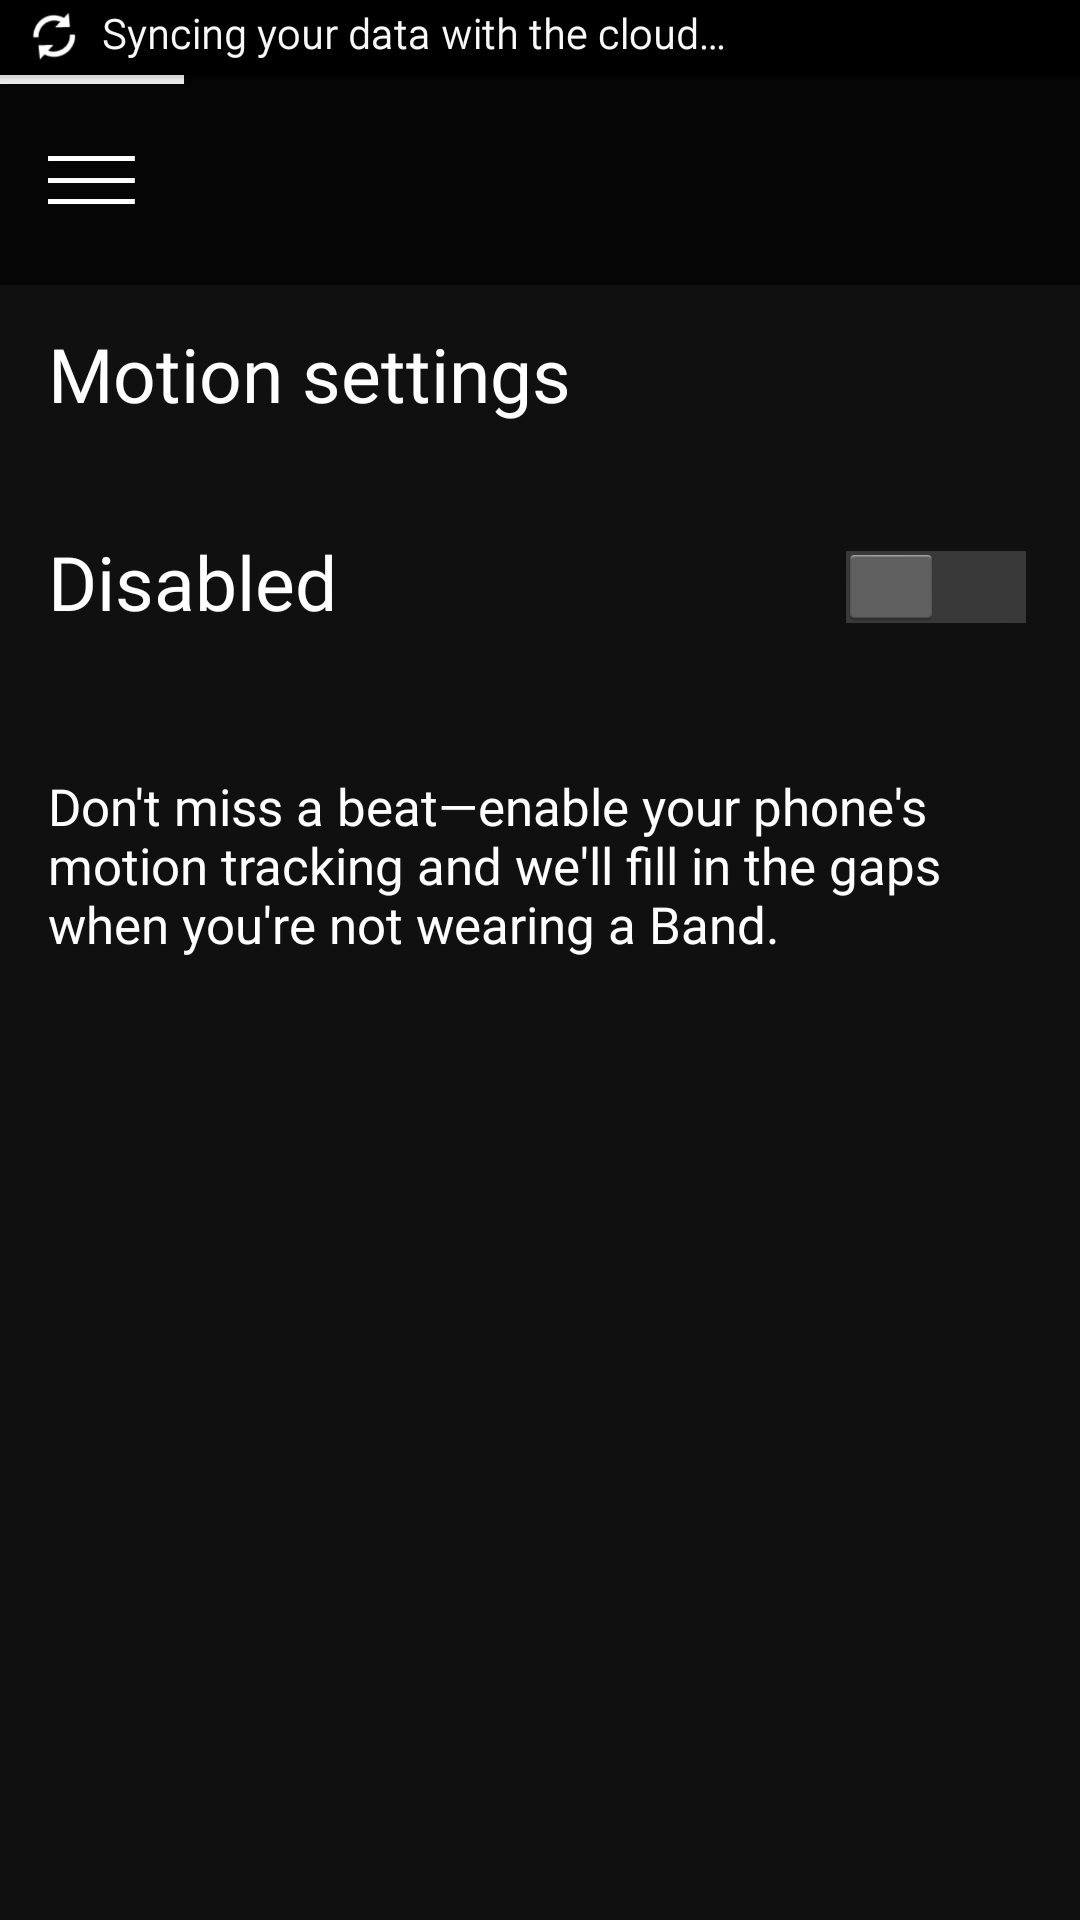 Syncing your data with the cloud...
Motion settings
Disabled
Don't miss a beat—enable your phone's
motion tracking and we'll fill in the gaps
when you're not wearing a Band.